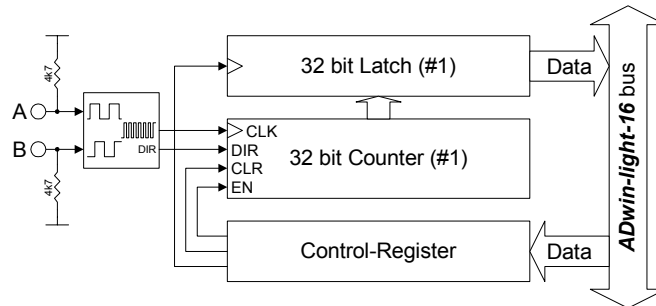 4k7
A
B
4k7
DIR
32 bit Latch (#1)
CLK
DIR
CLR
EN
32 bit Counter (#1)
Control-Register
Data
Data
ADwin-light-16 bus